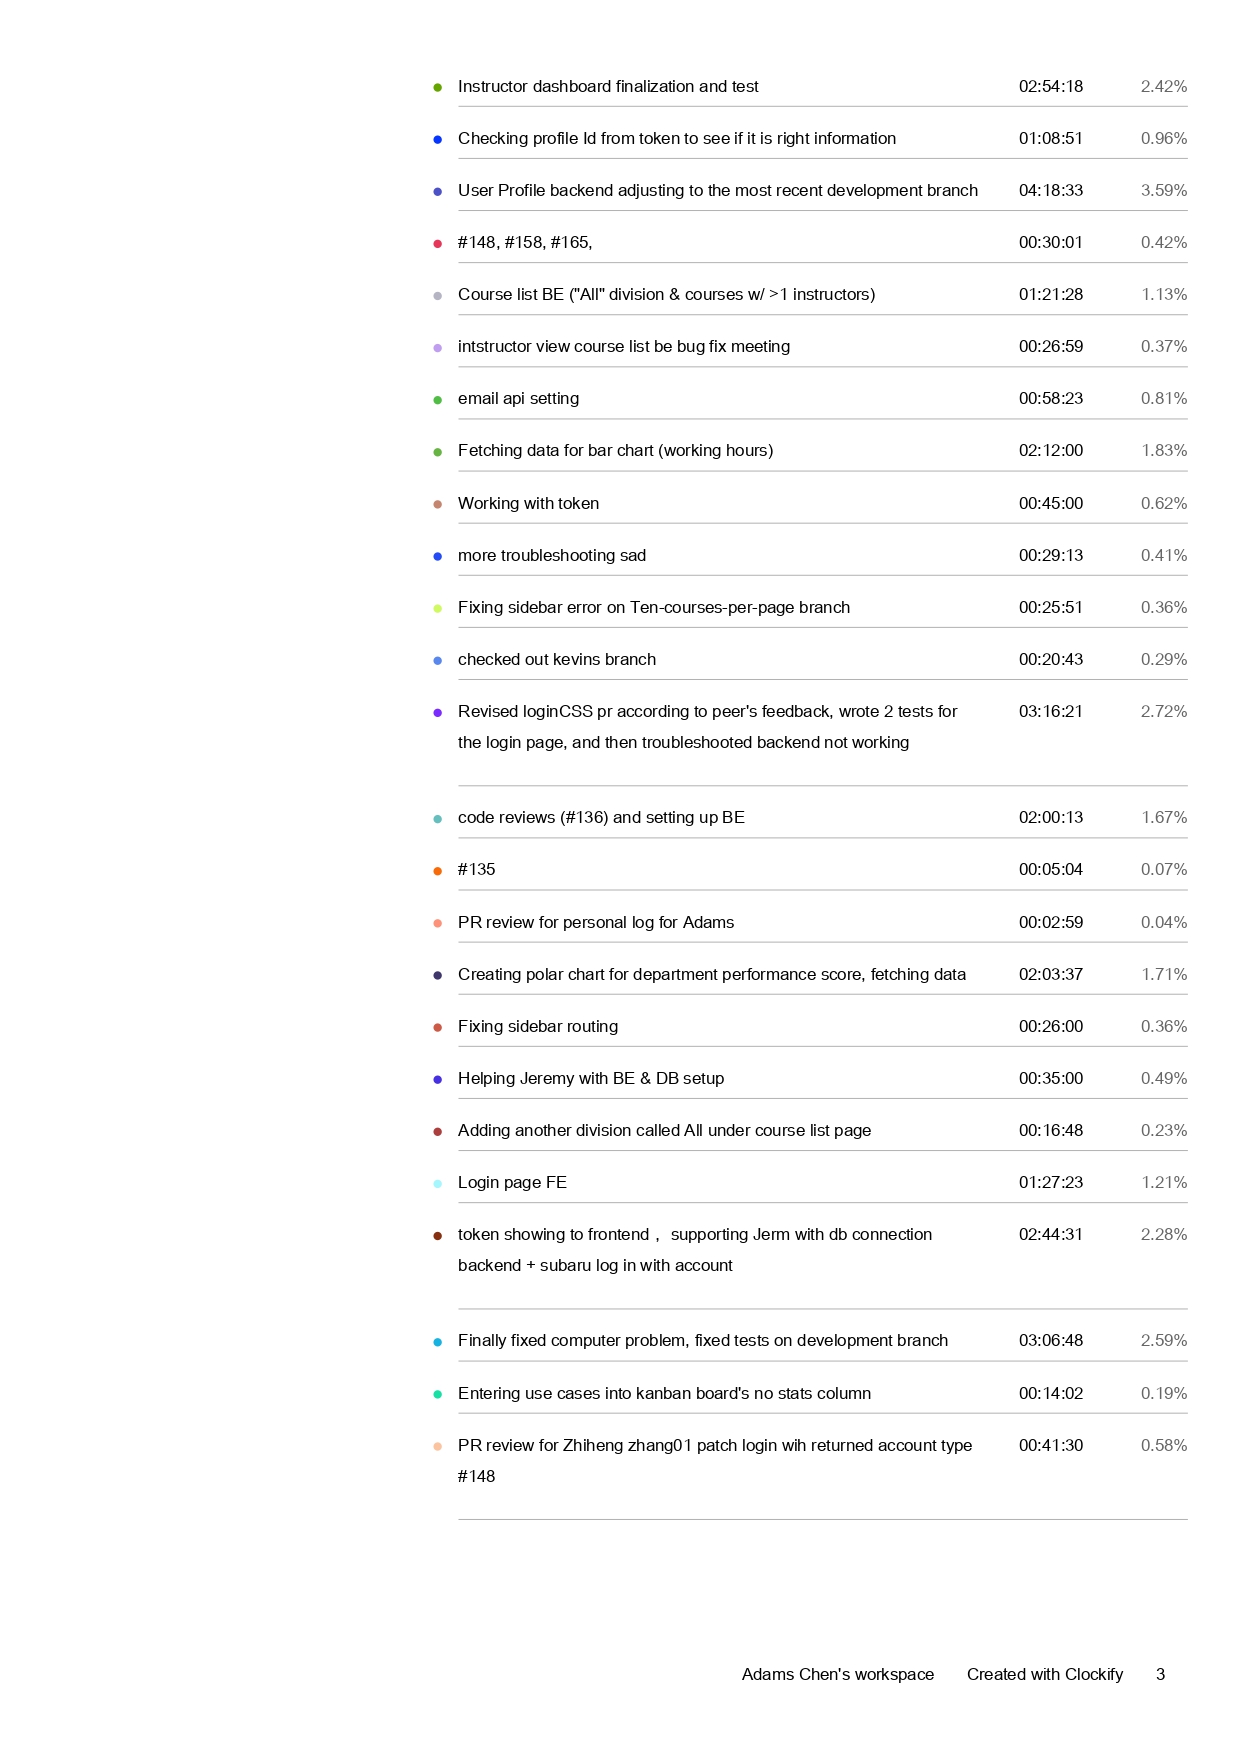 Instructor dashboard finalization and test 02:54:18 2.42%
Checking profile Id from token to see if it is right information 01:08:51 0.96%
User Profile backend adjusting to the most recent development branch 04:18:33 3.59%
#148, #158, #165, 00:30:01 0.42%
Course list BE ("All" division & courses w/ >1 instructors) 01:21:28 1.13%
intstructor view course list be bug fix meeting 00:26:59 0.37%
email api setting 00:58:23 0.81%
Fetching data for bar chart (working hours) 02:12:00 1.83%
Working with token 00:45:00 0.62%
more troubleshooting sad 00:29:13 0.41%
Fixing sidebar error on Ten-courses-per-page branch 00:25:51 0.36%
checked out kevins branch 00:20:43 0.29%
Revised loginCSS pr according to peer's feedback, wrote 2 tests for 03:16:21 2.72%
the login page, and then troubleshooted backend not working
code reviews (#136) and setting up BE 02:00:13 1.67%
#135 00:05:04 0.07%
PR review for personal log for Adams 00:02:59 0.04%
Creating polar chart for department performance score, fetching data 02:03:37 1.71%
Fixing sidebar routing 00:26:00 0.36%
Helping Jeremy with BE & DB setup 00:35:00 0.49%
Adding another division called All under course list page 00:16:48 0.23%
Login page FE 01:27:23 1.21%
token showing to frontend ， supporting Jerm with db connection 02:44:31 2.28%
backend + subaru log in with account
Finally fixed computer problem, fixed tests on development branch 03:06:48 2.59%
Entering use cases into kanban board's no stats column 00:14:02 0.19%
PR review for Zhiheng zhang01 patch login wih returned account type 00:41:30 0.58%
#148
Adams Chen's workspace Created with Clockify 3